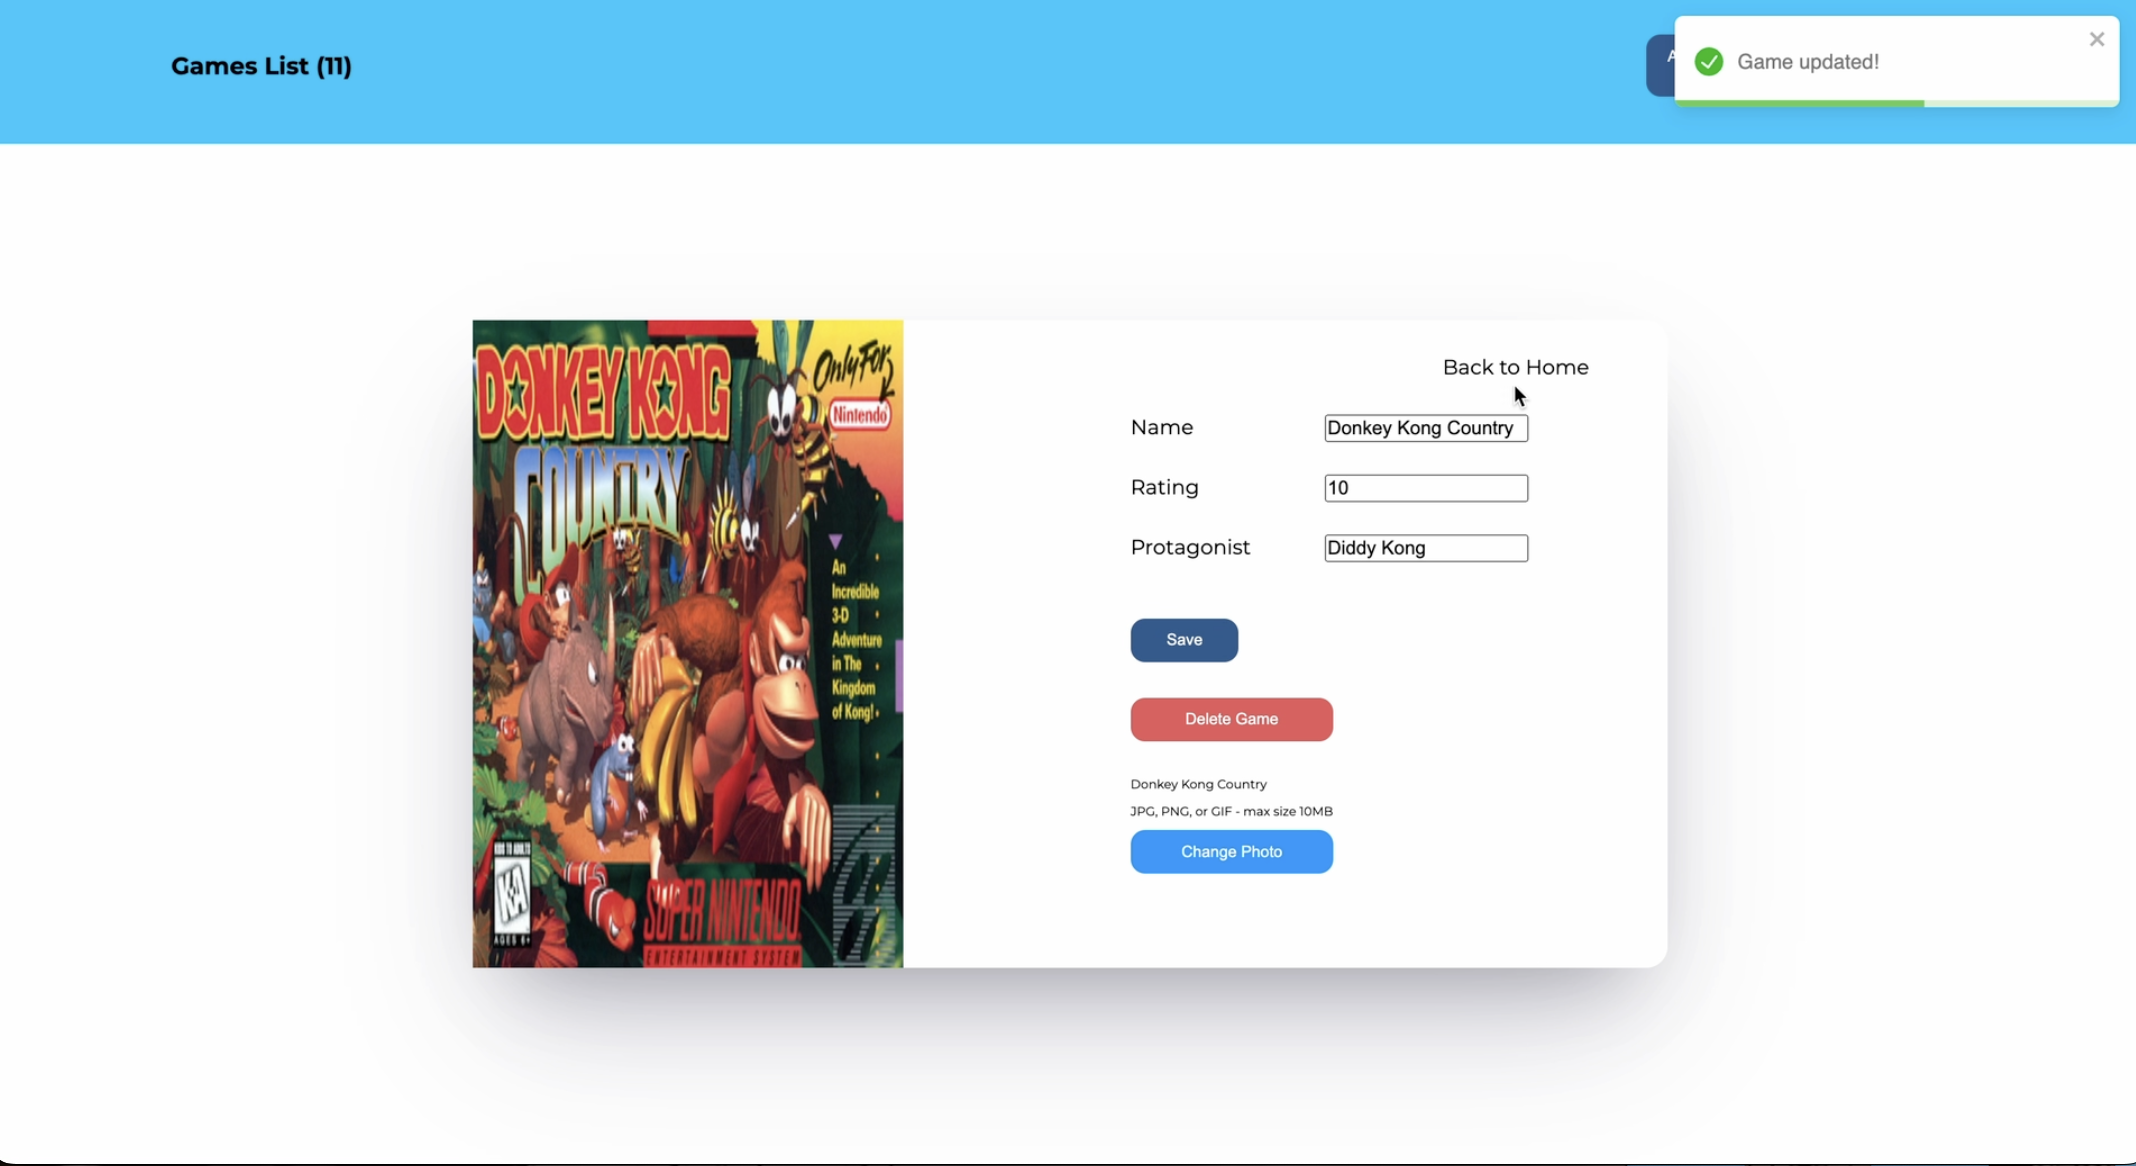 Games List (11)
A
Game updated!
DONKEY KONG
COUNTRY
Only For
Nintendo
An
Incredible
3-D
Adventure
in The
Kingdom
of Kong!
KA
AGES 6+
SUPER NINTENDO
ENTERTAINMENT SYSTEM
Back to Home
Name
Donkey Kong Country
Rating
10
Protagonist
Diddy Kong
Save
Delete Game
Donkey Kong Country
JPG, PNG, or GIF - max size 10MB
Change Photo